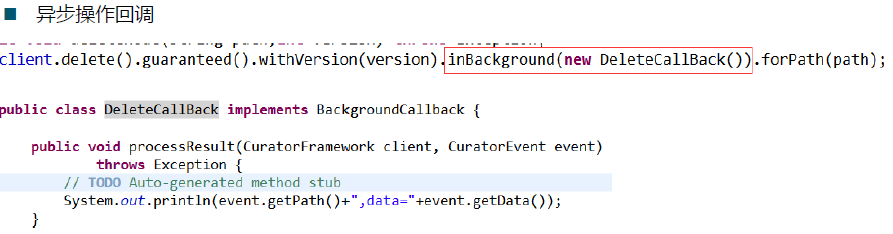 ■ 异步操作回调
client.delete().guaranteed().withVersion(version).inBackground(new DeleteCallBack()).forPath(path);
public class DeleteCallBack implements BackgroundCallback {
public void processResult(CuratorFramework client, CuratorEvent event)
throws Exception {
// TODO Auto-generated method stub
System.out.println(event.getPath()+",data="+event.getData());
}